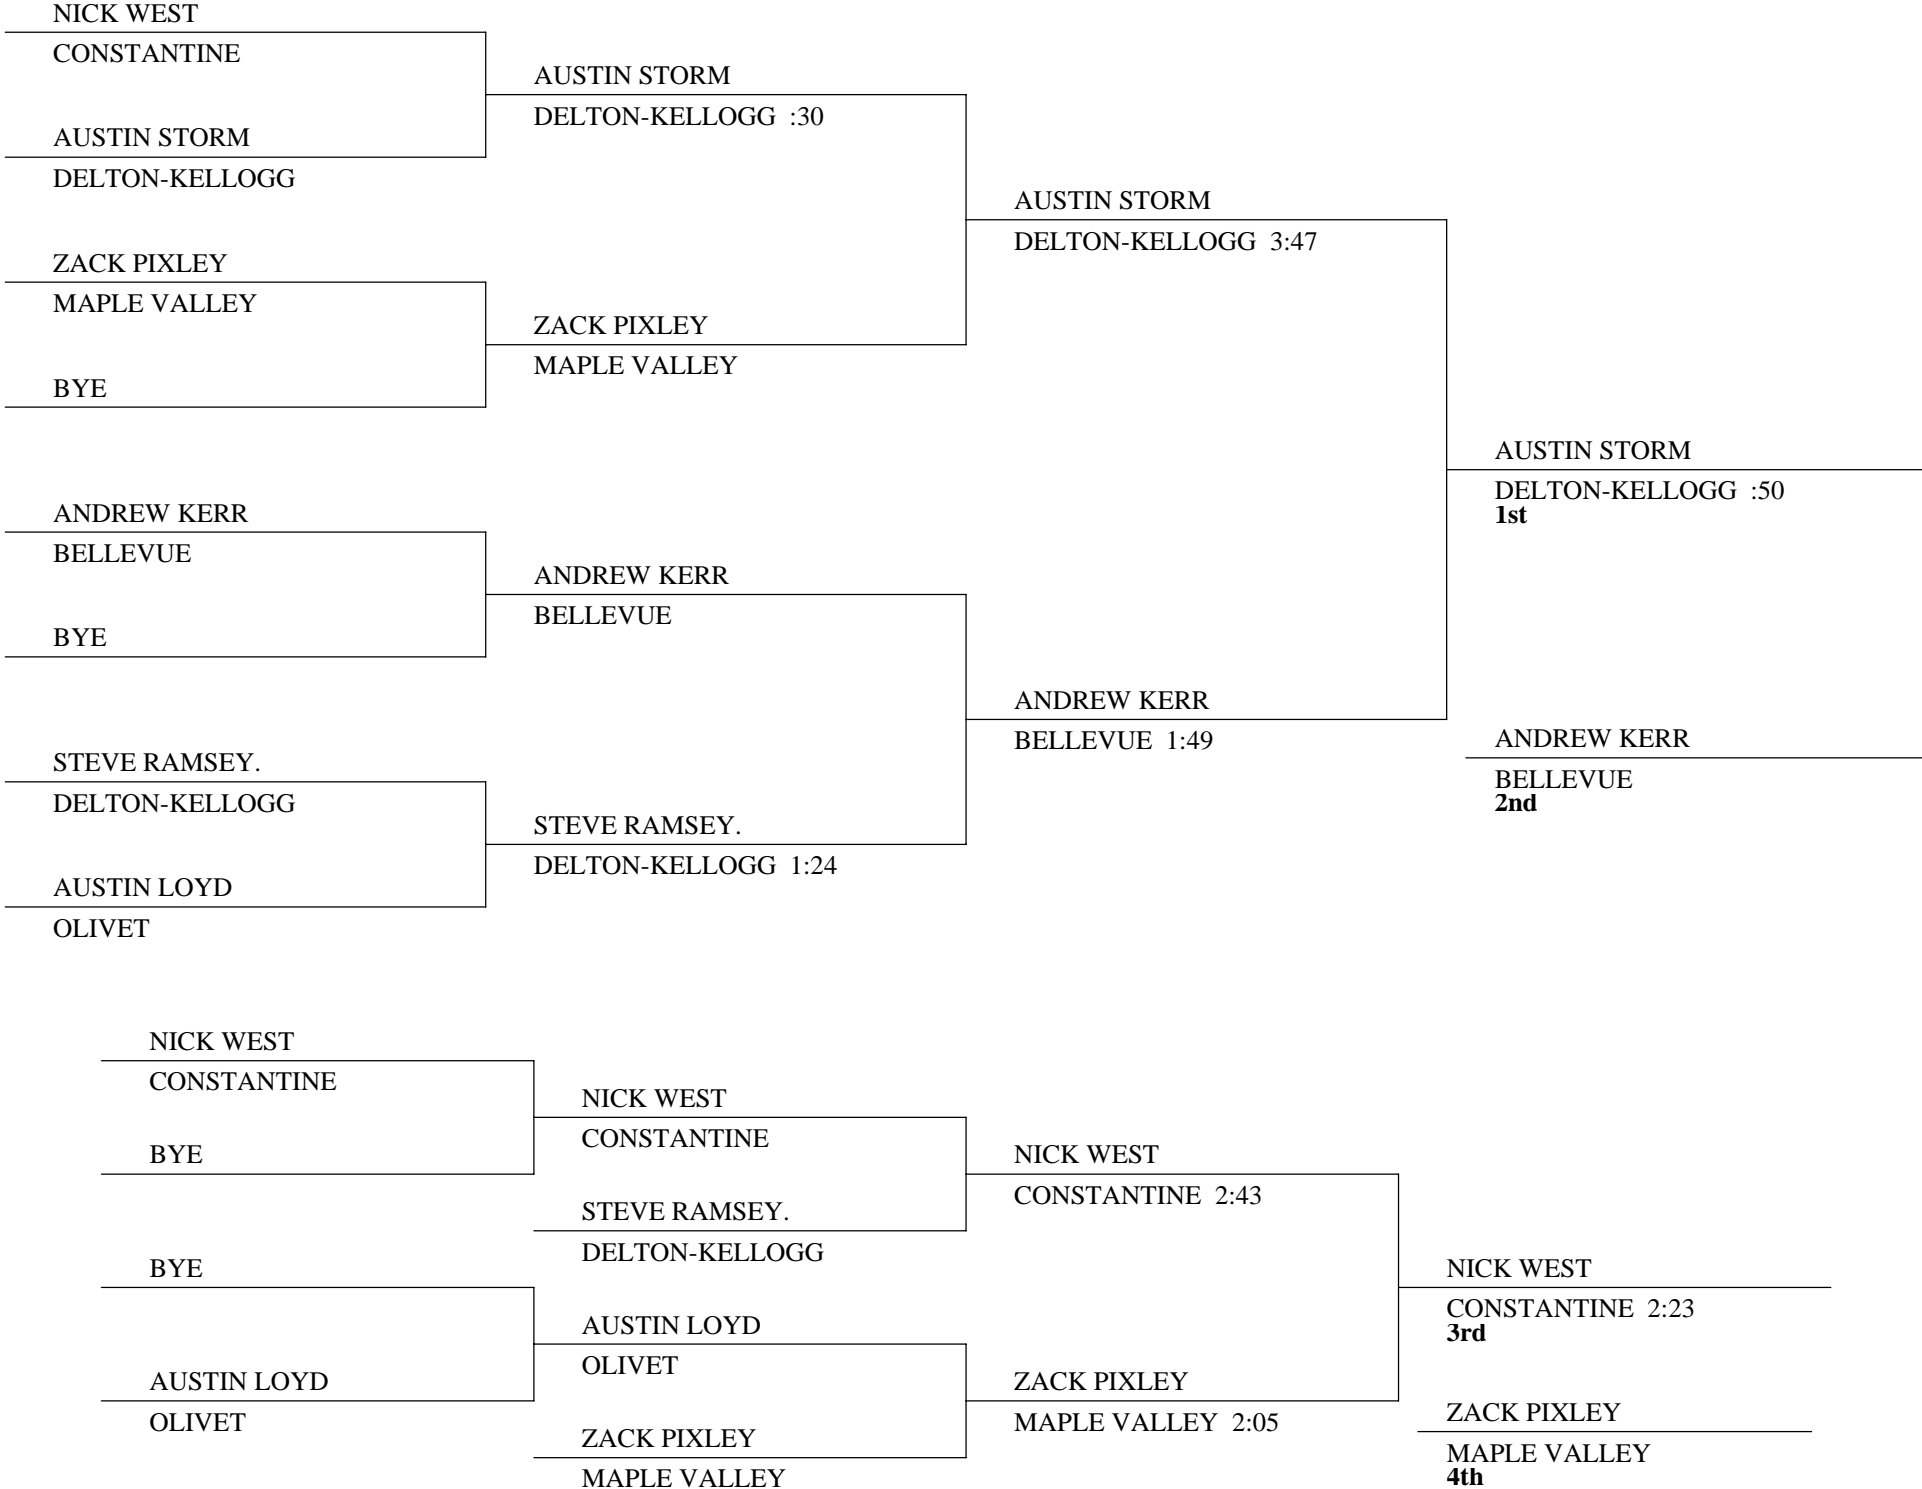 NICK WEST
CONSTANTINE
AUSTIN STORM
DELTON-KELLOGG :30
AUSTIN STORM
DELTON-KELLOGG
AUSTIN STORM
DELTON-KELLOGG 3:47
ZACK PIXLEY
MAPLE VALLEY
ZACK PIXLEY
MAPLE VALLEY
BYE
AUSTIN STORM
DELTON-KELLOGG :50
1st
ANDREW KERR
BELLEVUE
ANDREW KERR
BELLEVUE
BYE
ANDREW KERR
BELLEVUE 1:49
ANDREW KERR
BELLEVUE
2nd
STEVE RAMSEY.
DELTON-KELLOGG
STEVE RAMSEY.
DELTON-KELLOGG 1:24
AUSTIN LOYD
OLIVET
NICK WEST
CONSTANTINE
NICK WEST
CONSTANTINE
BYE
NICK WEST
CONSTANTINE 2:43
STEVE RAMSEY.
DELTON-KELLOGG
BYE
NICK WEST
CONSTANTINE 2:23
3rd
AUSTIN LOYD
OLIVET
AUSTIN LOYD
OLIVET
ZACK PIXLEY
MAPLE VALLEY 2:05
ZACK PIXLEY
MAPLE VALLEY
4th
ZACK PIXLEY
MAPLE VALLEY